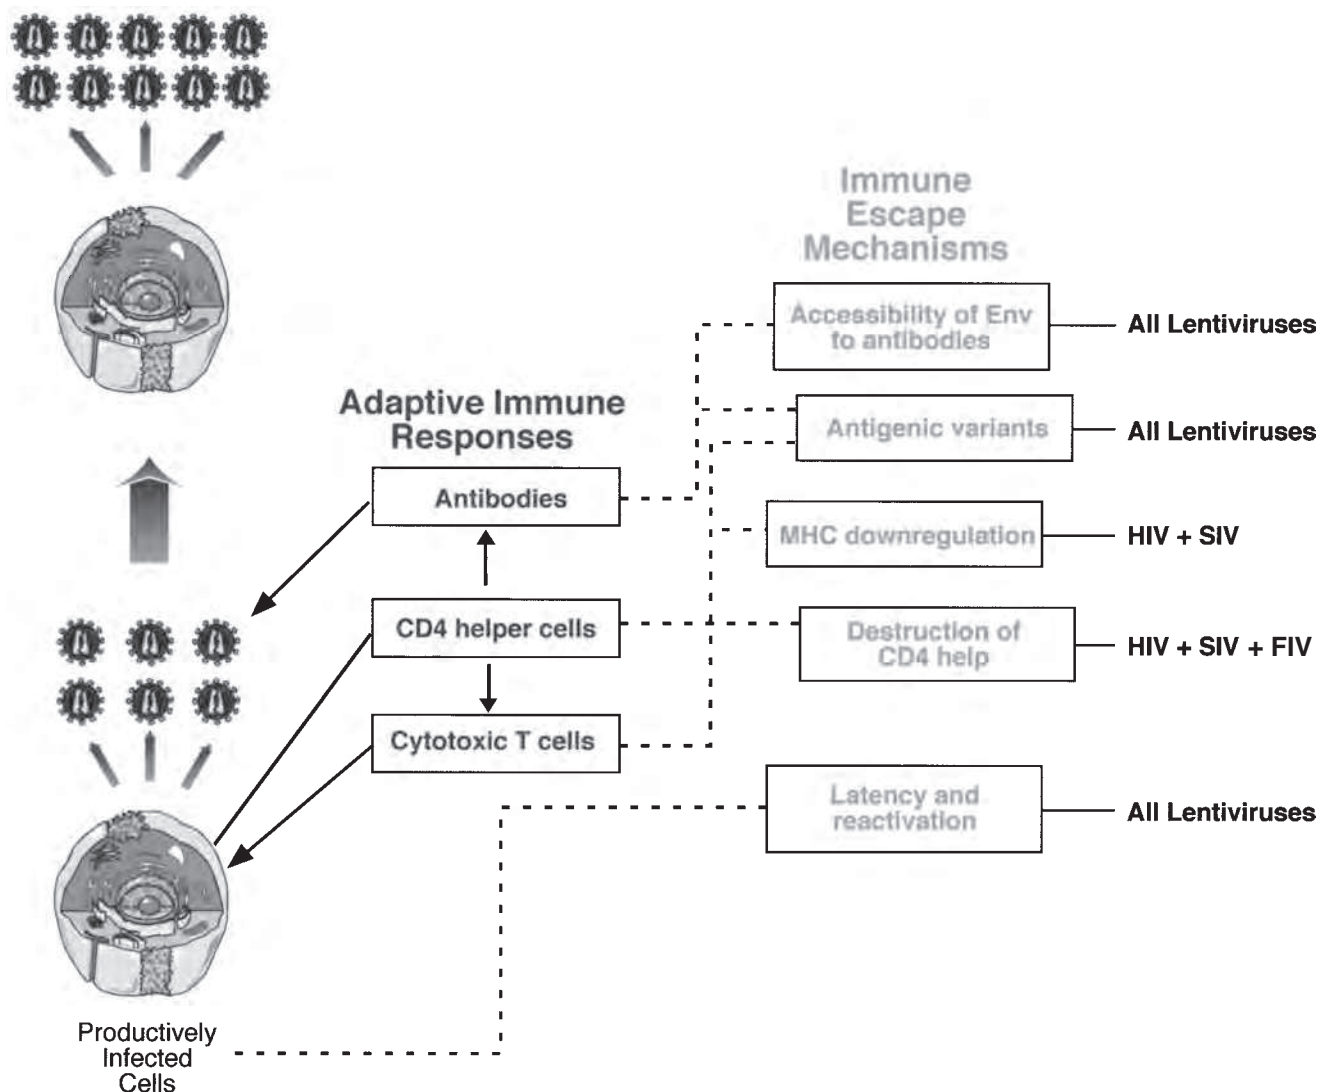 Immune
Escape
Mechanisms
Accessibility of Env
to antibodies
All Lentiviruses
Adaptive Immune
Responses
Antigenic variants
All Lentiviruses
Antibodies
MHC downregulation
HIV + SIV
CD4 helper cells
Destruction of
CD4 help
HIV + SIV + FIV
Cytotoxic T cells
Latency and
reactivation
All Lentiviruses
Productively
Infected
Cells